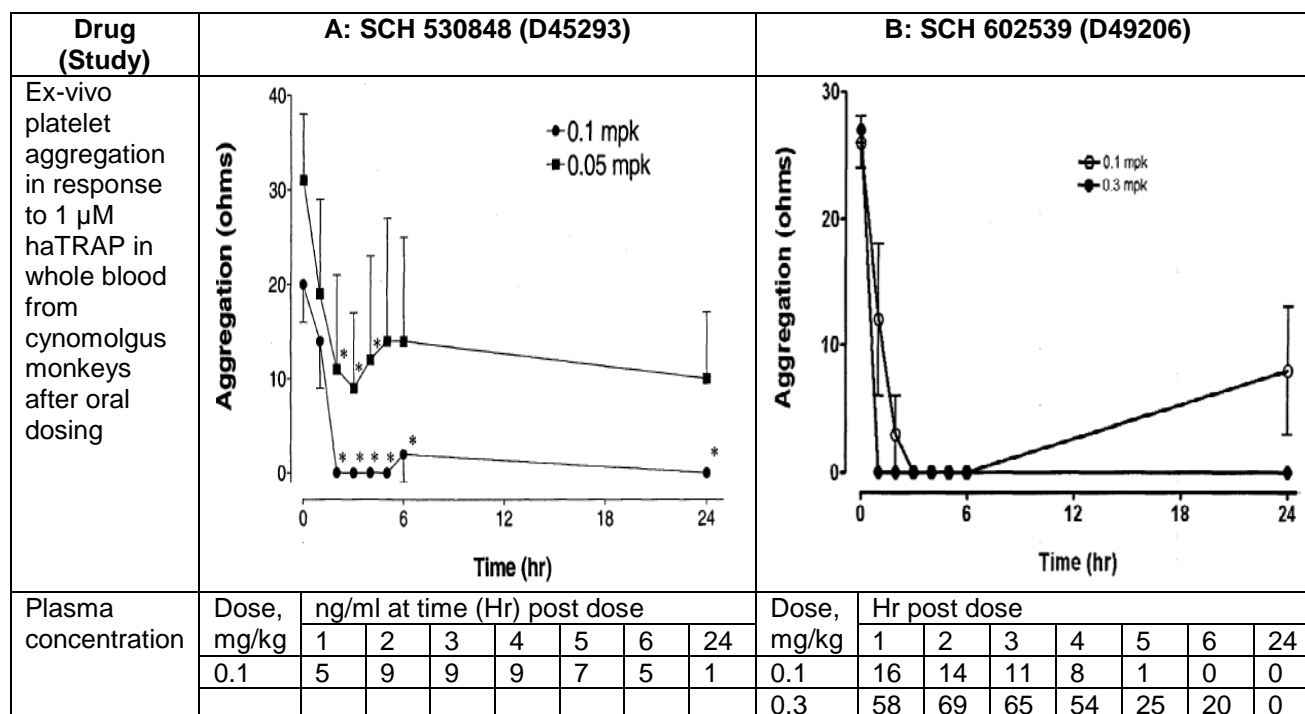 Drug
(Study)
A: SCH 530848 (D45293)
B: SCH 602539 (D49206)
Ex-vivo
platelet
aggregation
in response
to 1 µM
haTRAP in
whole blood
from
cynomolgus
monkeys
after oral
dosing
Aggregation (ohms)
40
30
20
10
0
0.1 mpk
0.05 mpk
* * *
* * * * * *
0 6 12 18 24
Time (hr)
Aggregation (ohms)
30
20
10
0
0.1 mpk
0.3 mpk
0 6 12 18 24
Time (hr)
Plasma
concentration
Dose,
mg/kg
ng/ml at time (Hr) post dose
1 2 3 4 5 6 24
0.1 5 9 9 9 7 5 1
Dose,
mg/kg
Hr post dose
1 2 3 4 5 6 24
0.1 16 14 11 8 1 0 0
0.3 58 69 65 54 25 20 0